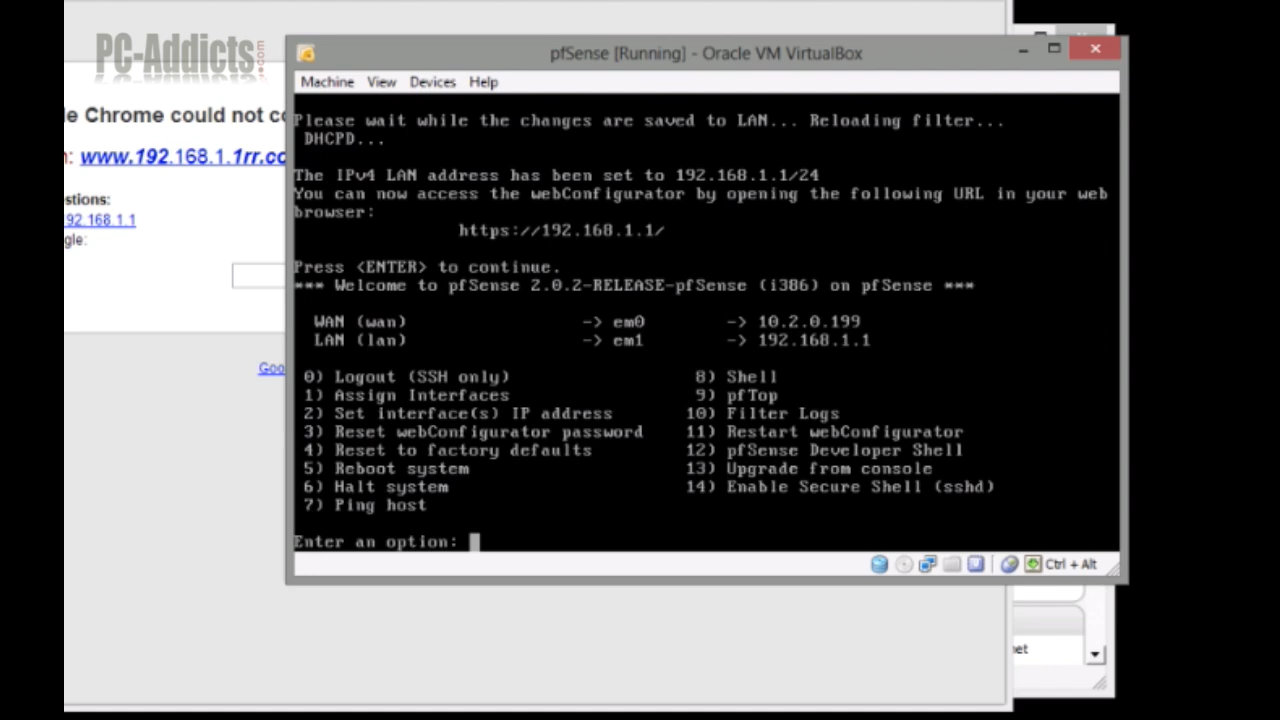 PC-Addicts.com
pfSense [Running] - Oracle VM VirtualBox
Machine View Devices Help
le Chrome could not co
: www.192.168.1.1rr.co
stions:
92.168.1.1
gle:
Goo
Please wait while the changes are saved to LAN... Reloading filter...
DHCPD...
The IPv4 LAN address has been set to 192.168.1.1/24
You can now access the webConfigurator by opening the following URL in your web
browser:
https://192.168.1.1/
Press <ENTER> to continue.
*** Welcome to pfSense 2.0.2-RELEASE-pfSense (i386) on pfSense ***
WAN (wan) -> em0 -> 10.2.0.199
LAN (lan) -> em1 -> 192.168.1.1
0) Logout (SSH only) 8) Shell
1) Assign Interfaces 9) pfTop
2) Set interface(s) IP address 10) Filter Logs
3) Reset webConfigurator password 11) Restart webConfigurator
4) Reset to factory defaults 12) pfSense Developer Shell
5) Reboot system 13) Upgrade from console
6) Halt system 14) Enable Secure Shell (sshd)
7) Ping host
Enter an option:
Ctrl + Alt
net